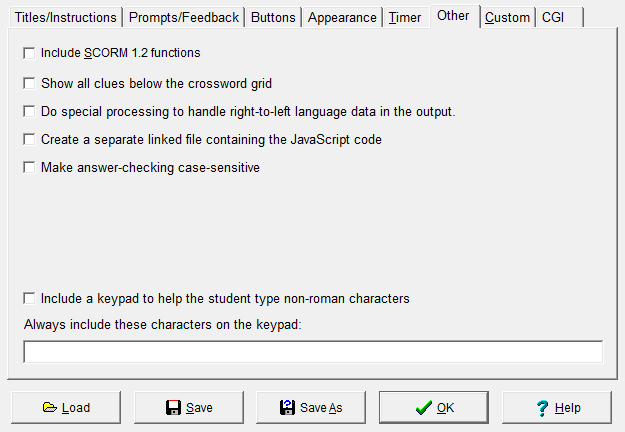 Titles/Instructions Prompts/Feedback Buttons Appearance Timer Other Custom CGI
Include SCORM 1.2 functions
Show all clues below the crossword grid
Do special processing to handle right-to-left language data in the output.
Create a separate linked file containing the JavaScript code
Make answer-checking case-sensitive
Include a keypad to help the student type non-roman characters
Always include these characters on the keypad:
Load Save Save As OK Help